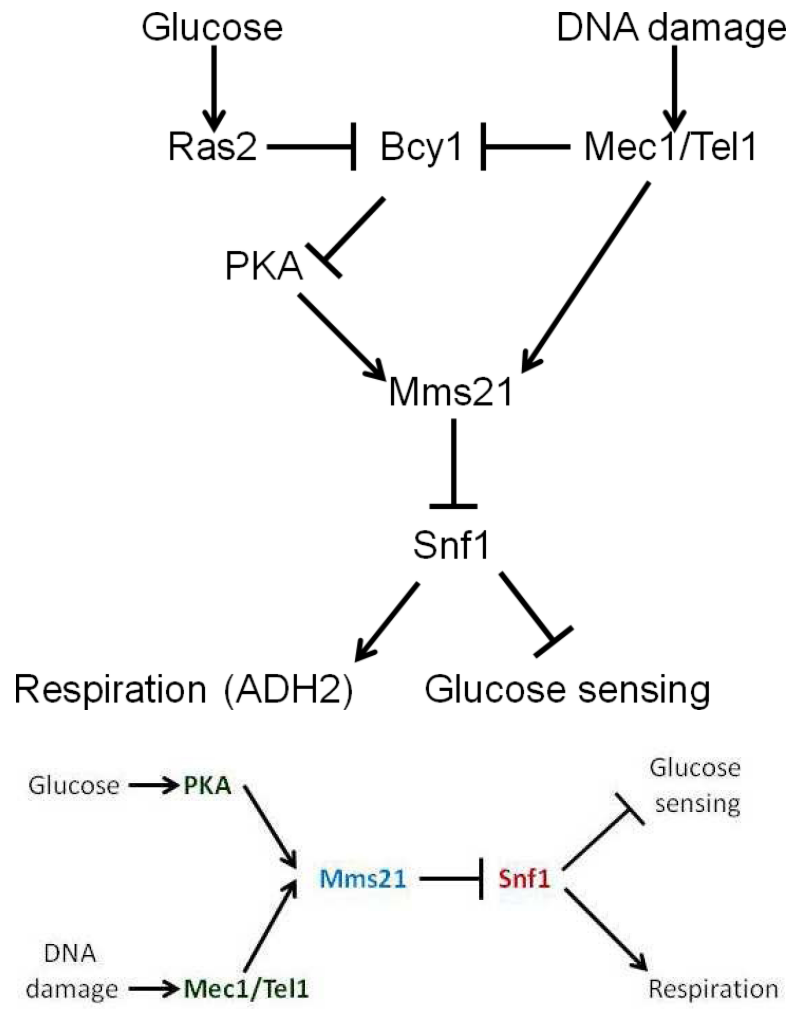 Glucose
DNA damage
Ras2
Bcy1
Mec1/Tel1
PKA
Mms21
Snf1
Respiration (ADH2)
Glucose sensing
Glucose
sensing
Glucose
PKA
Mms21
Snf1
DNA
damage
Mec1/Tel1
Respiration